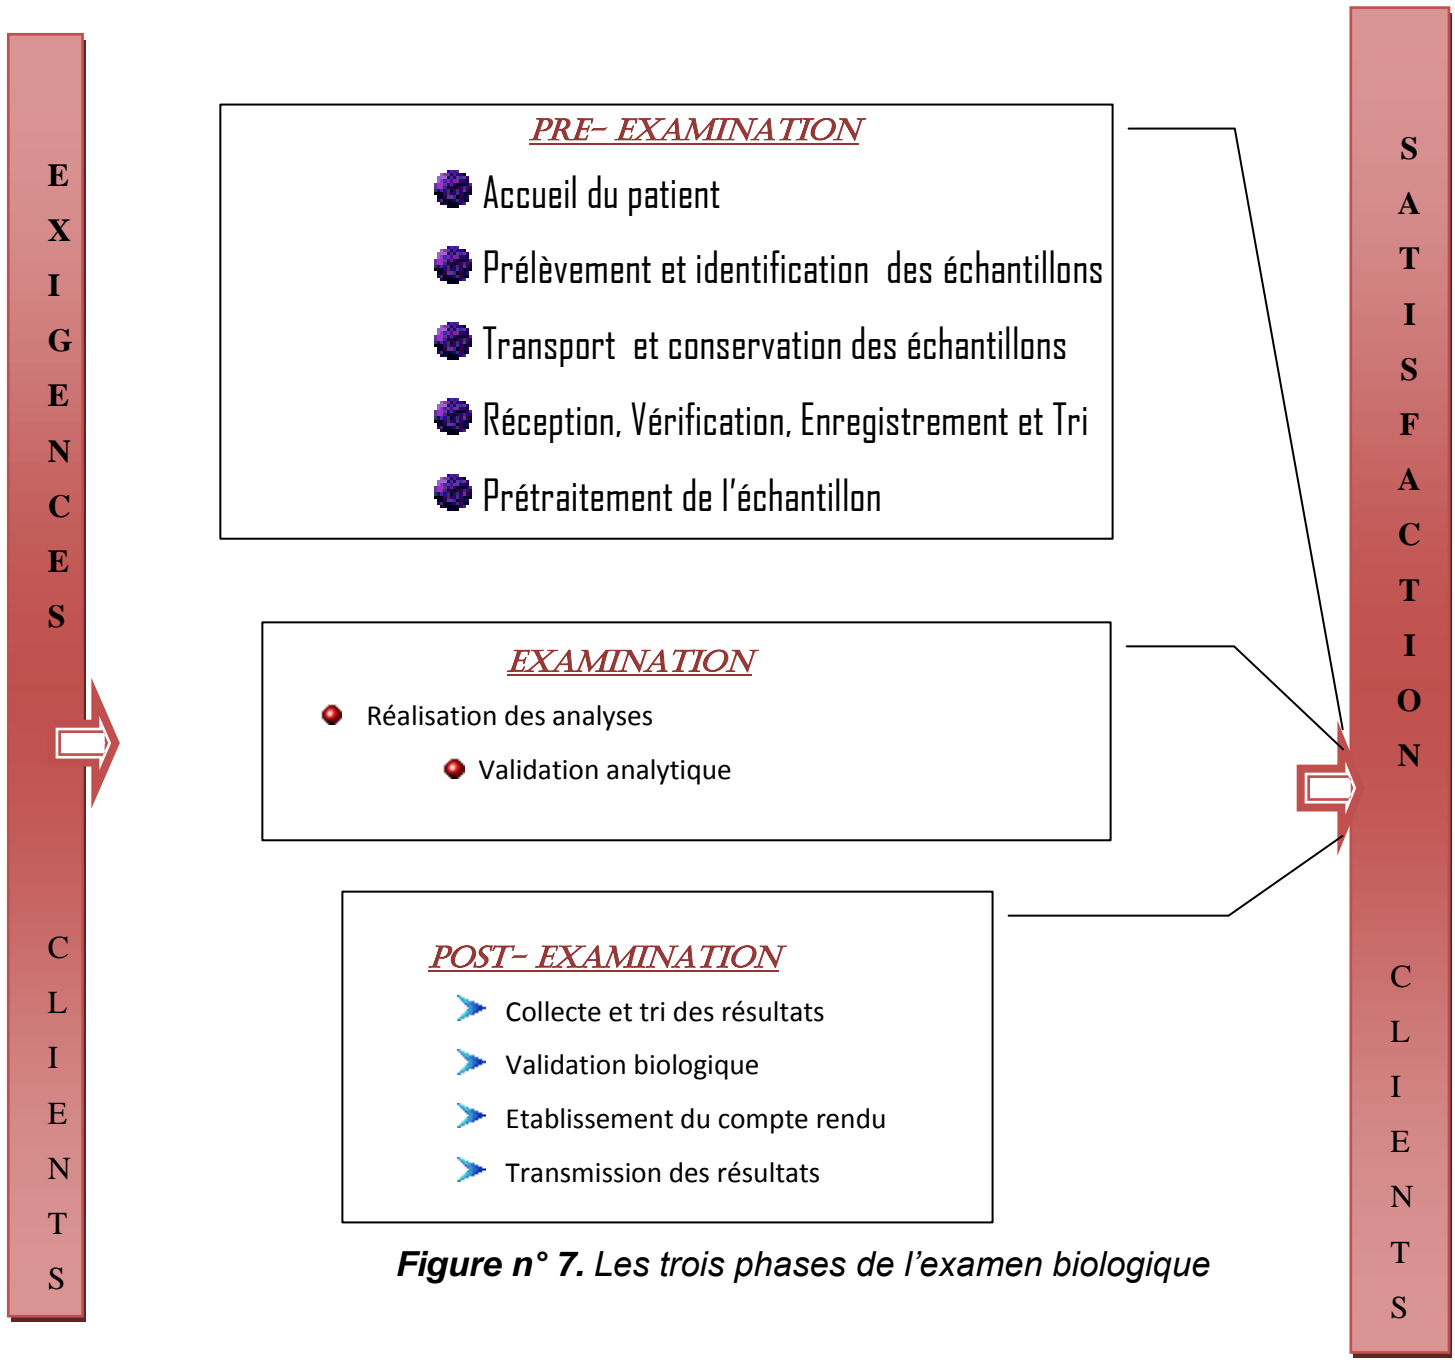 EXIGENCES CLIENTS
PRE- EXAMINATION
Accueil du patient
Prélèvement et identification des échantillons
Transport et conservation des échantillons
Réception, Vérification, Enregistrement et Tri
Prétraitement de l'échantillon
EXAMINATION
Réalisation des analyses
Validation analytique
POST- EXAMINATION
Collecte et tri des résultats
Validation biologique
Etablissement du compte rendu
Transmission des résultats
SATISFACTION CLIENTS
Figure n° 7. Les trois phases de l'examen biologique